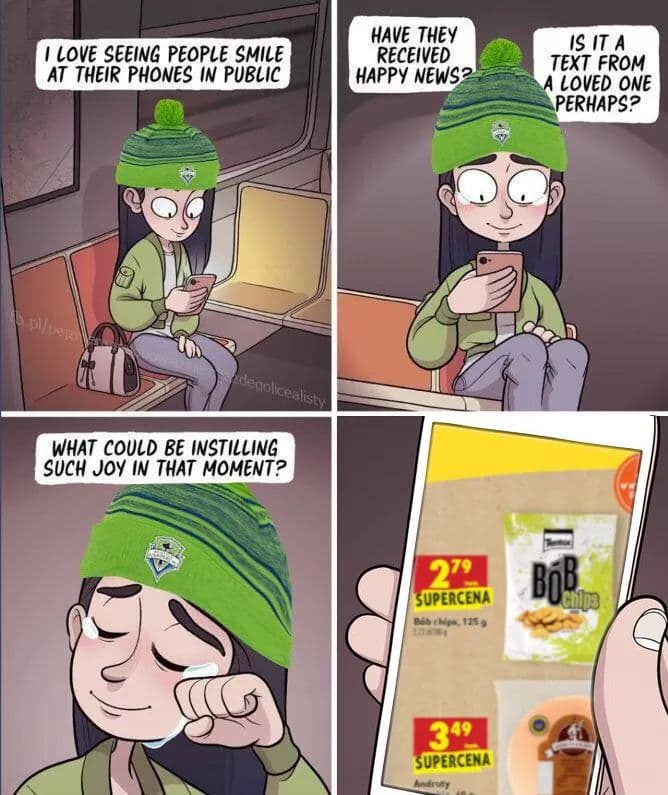 I LOVE SEEING PEOPLE SMILE
AT THEIR PHONES IN PUBLIC
HAVE THEY
RECEIVED
HAPPY NEWS?
IS IT A
TEXT FROM
A LOVED ONE
PERHAPS?
WHAT COULD BE INSTILLING
SUCH JOY IN THAT MOMENT?
2 79
SUPERCENA
Bób chips, 125 g
BÓB
Chips
3 49
SUPERCENA
Andruty